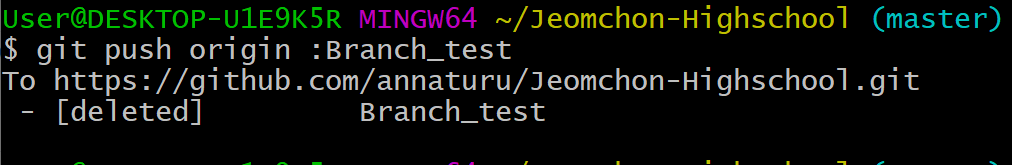 User@DESKTOP-U1E9K5R MINGW64 ~/Jeomchon-Highschool (master)
$ git push origin :Branch_test
To https://github.com/annaturu/Jeomchon-Highschool.git
 - [deleted]         Branch_test